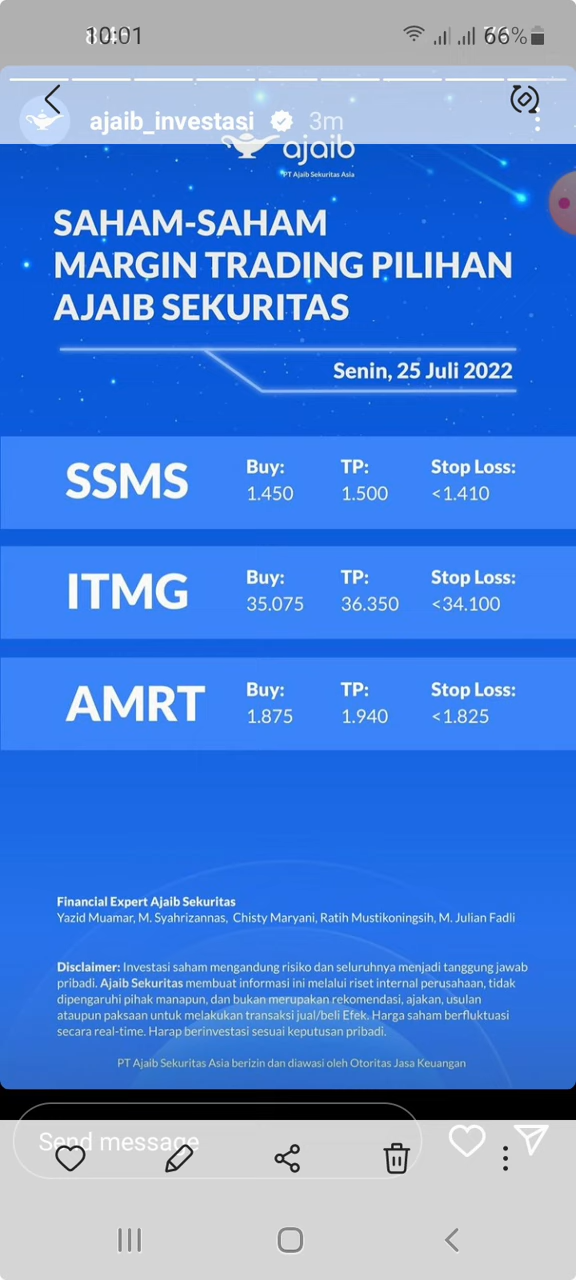 10:01
66%
ajaib_investasi 3m
ajaib
PT Ajaib Sekuritas Asia
SAHAM-SAHAM
MARGIN TRADING PILIHAN
AJAIB SEKURITAS
Senin, 25 Juli 2022
SSMS
Buy: TP: Stop Loss:
1.450 1.500 <1.410
ITMG
Buy: TP: Stop Loss:
35.075 36.350 <34.100
AMRT
Buy: TP: Stop Loss:
1.875 1.940 <1.825
Financial Expert Ajaib Sekuritas
Yazid Muamar, M. Syahrizannas, Chisty Maryani, Ratih Mustikoningsih, M. Julian Fadli
Disclaimer: Investasi saham mengandung risiko dan seluruhnya menjadi tanggung jawab
pribadi. Ajaib Sekuritas membuat informasi ini melalui riset internal perusahaan, tidak
dipengaruhi pihak manapun, dan bukan merupakan rekomendasi, ajakan, usulan
ataupun paksaan untuk melakukan transaksi jual/beli Efek. Harga saham berfluktuasi
secara real-time. Harap berinvestasi sesuai keputusan pribadi.
PT Ajaib Sekuritas Asia berizin dan diawasi oleh Otoritas Jasa Keuangan
Send message